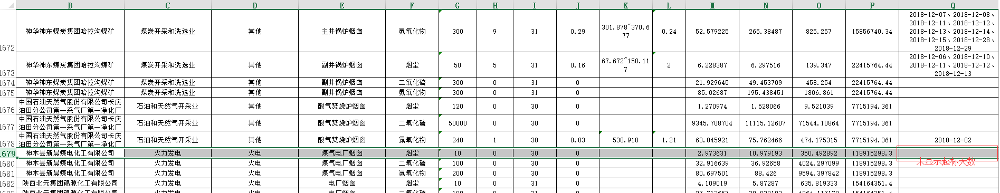 B C D E F G H I J K L M N O P Q
1672 神华神东煤炭集团哈拉沟煤矿 煤炭开采和洗选业 其他 主井锅炉烟囱 氮氧化物 300 9 31 0.29 301.878~370.6 0.24 52.579225 265.38487 825.257 15856740.34 2018-12-07、2018-12-08、
77 2018-12-11、2018-12-12、
2018-12-13、2018-12-14、
2018-12-15、2018-12-28、
2018-12-29
1673 神华神东煤炭集团哈拉沟煤矿 煤炭开采和洗选业 其他 副井锅炉烟囱 烟尘 50 5 31 0.16 67.672~150.11 2 6.228387 6.297516 139.347 22415764.44 2018-12-06、2018-12-10、
7 2018-12-11、2018-12-12、
2018-12-13
1674 神华神东煤炭集团哈拉沟煤矿 煤炭开采和洗选业 其他 副井锅炉烟囱 二氧化硫 300 0 31 0 21.929645 49.453709 458.254 22415764.44
1675 神华神东煤炭集团哈拉沟煤矿 煤炭开采和洗选业 其他 副井锅炉烟囱 氮氧化物 300 0 31 0 85.02687 195.438451 1806.861 22415764.44
中国石油天然气股份有限公司长庆
1676 油田分公司第一采气厂第一净化厂 石油和天然气开采业 其他 酸气焚烧炉烟囱 烟尘 120 0 30 0 1.270974 1.528066 9.521039 7715194.361
中国石油天然气股份有限公司长庆
1677 油田分公司第一采气厂第一净化厂 石油和天然气开采业 其他 酸气焚烧炉烟囱 二氧化硫 50000 0 30 0 9345.708704 11115.12607 71544.10864 7715194.361
中国石油天然气股份有限公司长庆
1678 油田分公司第一采气厂第一净化厂 石油和天然气开采业 其他 酸气焚烧炉烟囱 氮氧化物 240 1 30 0.03 530.918 1.21 63.045921 75.762466 474.175315 7715194.361 2018-12-02
1679 神木县新晨煤电化工有限公司 火力发电 火电 煤气电厂烟囱 烟尘 10 0 30 0 2.973631 10.979193 350.492892 118915298.3
1680 神木县新晨煤电化工有限公司 火力发电 火电 煤气电厂烟囱 二氧化硫 100 0 30 0 32.916639 36.92658 4024.297099 118915298.3 未显示超标天数
1681 神木县新晨煤电化工有限公司 火力发电 火电 煤气电厂烟囱 氮氧化物 200 0 30 0 80.697501 88.426 9594.397842 118915298.3
1682 陕西北元集团锦源化工有限公司 火力发电 火电 电厂烟囱 烟尘 10 0 31 0 4.109019 5.87287 635.819333 154164351.4